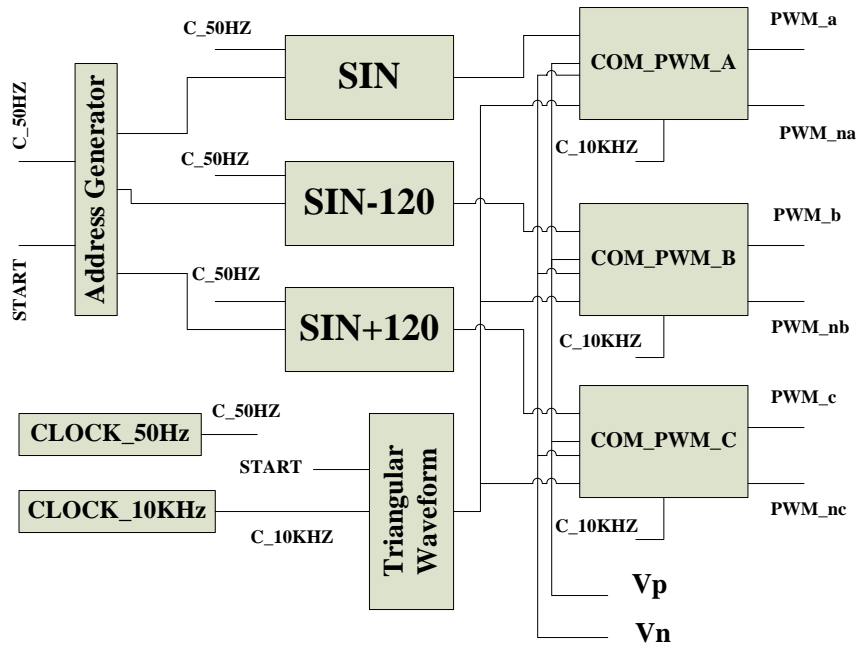 PWM_a
C_50HZ
SIN
COM_PWM_A
C_50HZ
Address Generator
START
PWM_na
C_10KHZ
C_50HZ
SIN-120
PWM_b
COM_PWM_B
C_50HZ
SIN+120
PWM_nb
C_10KHZ
PWM_c
C_50HZ
CLOCK_50Hz
COM_PWM_C
START
Triangular
Waveform
CLOCK_10KHz
C_10KHZ
PWM_nc
C_10KHZ
Vp
Vn